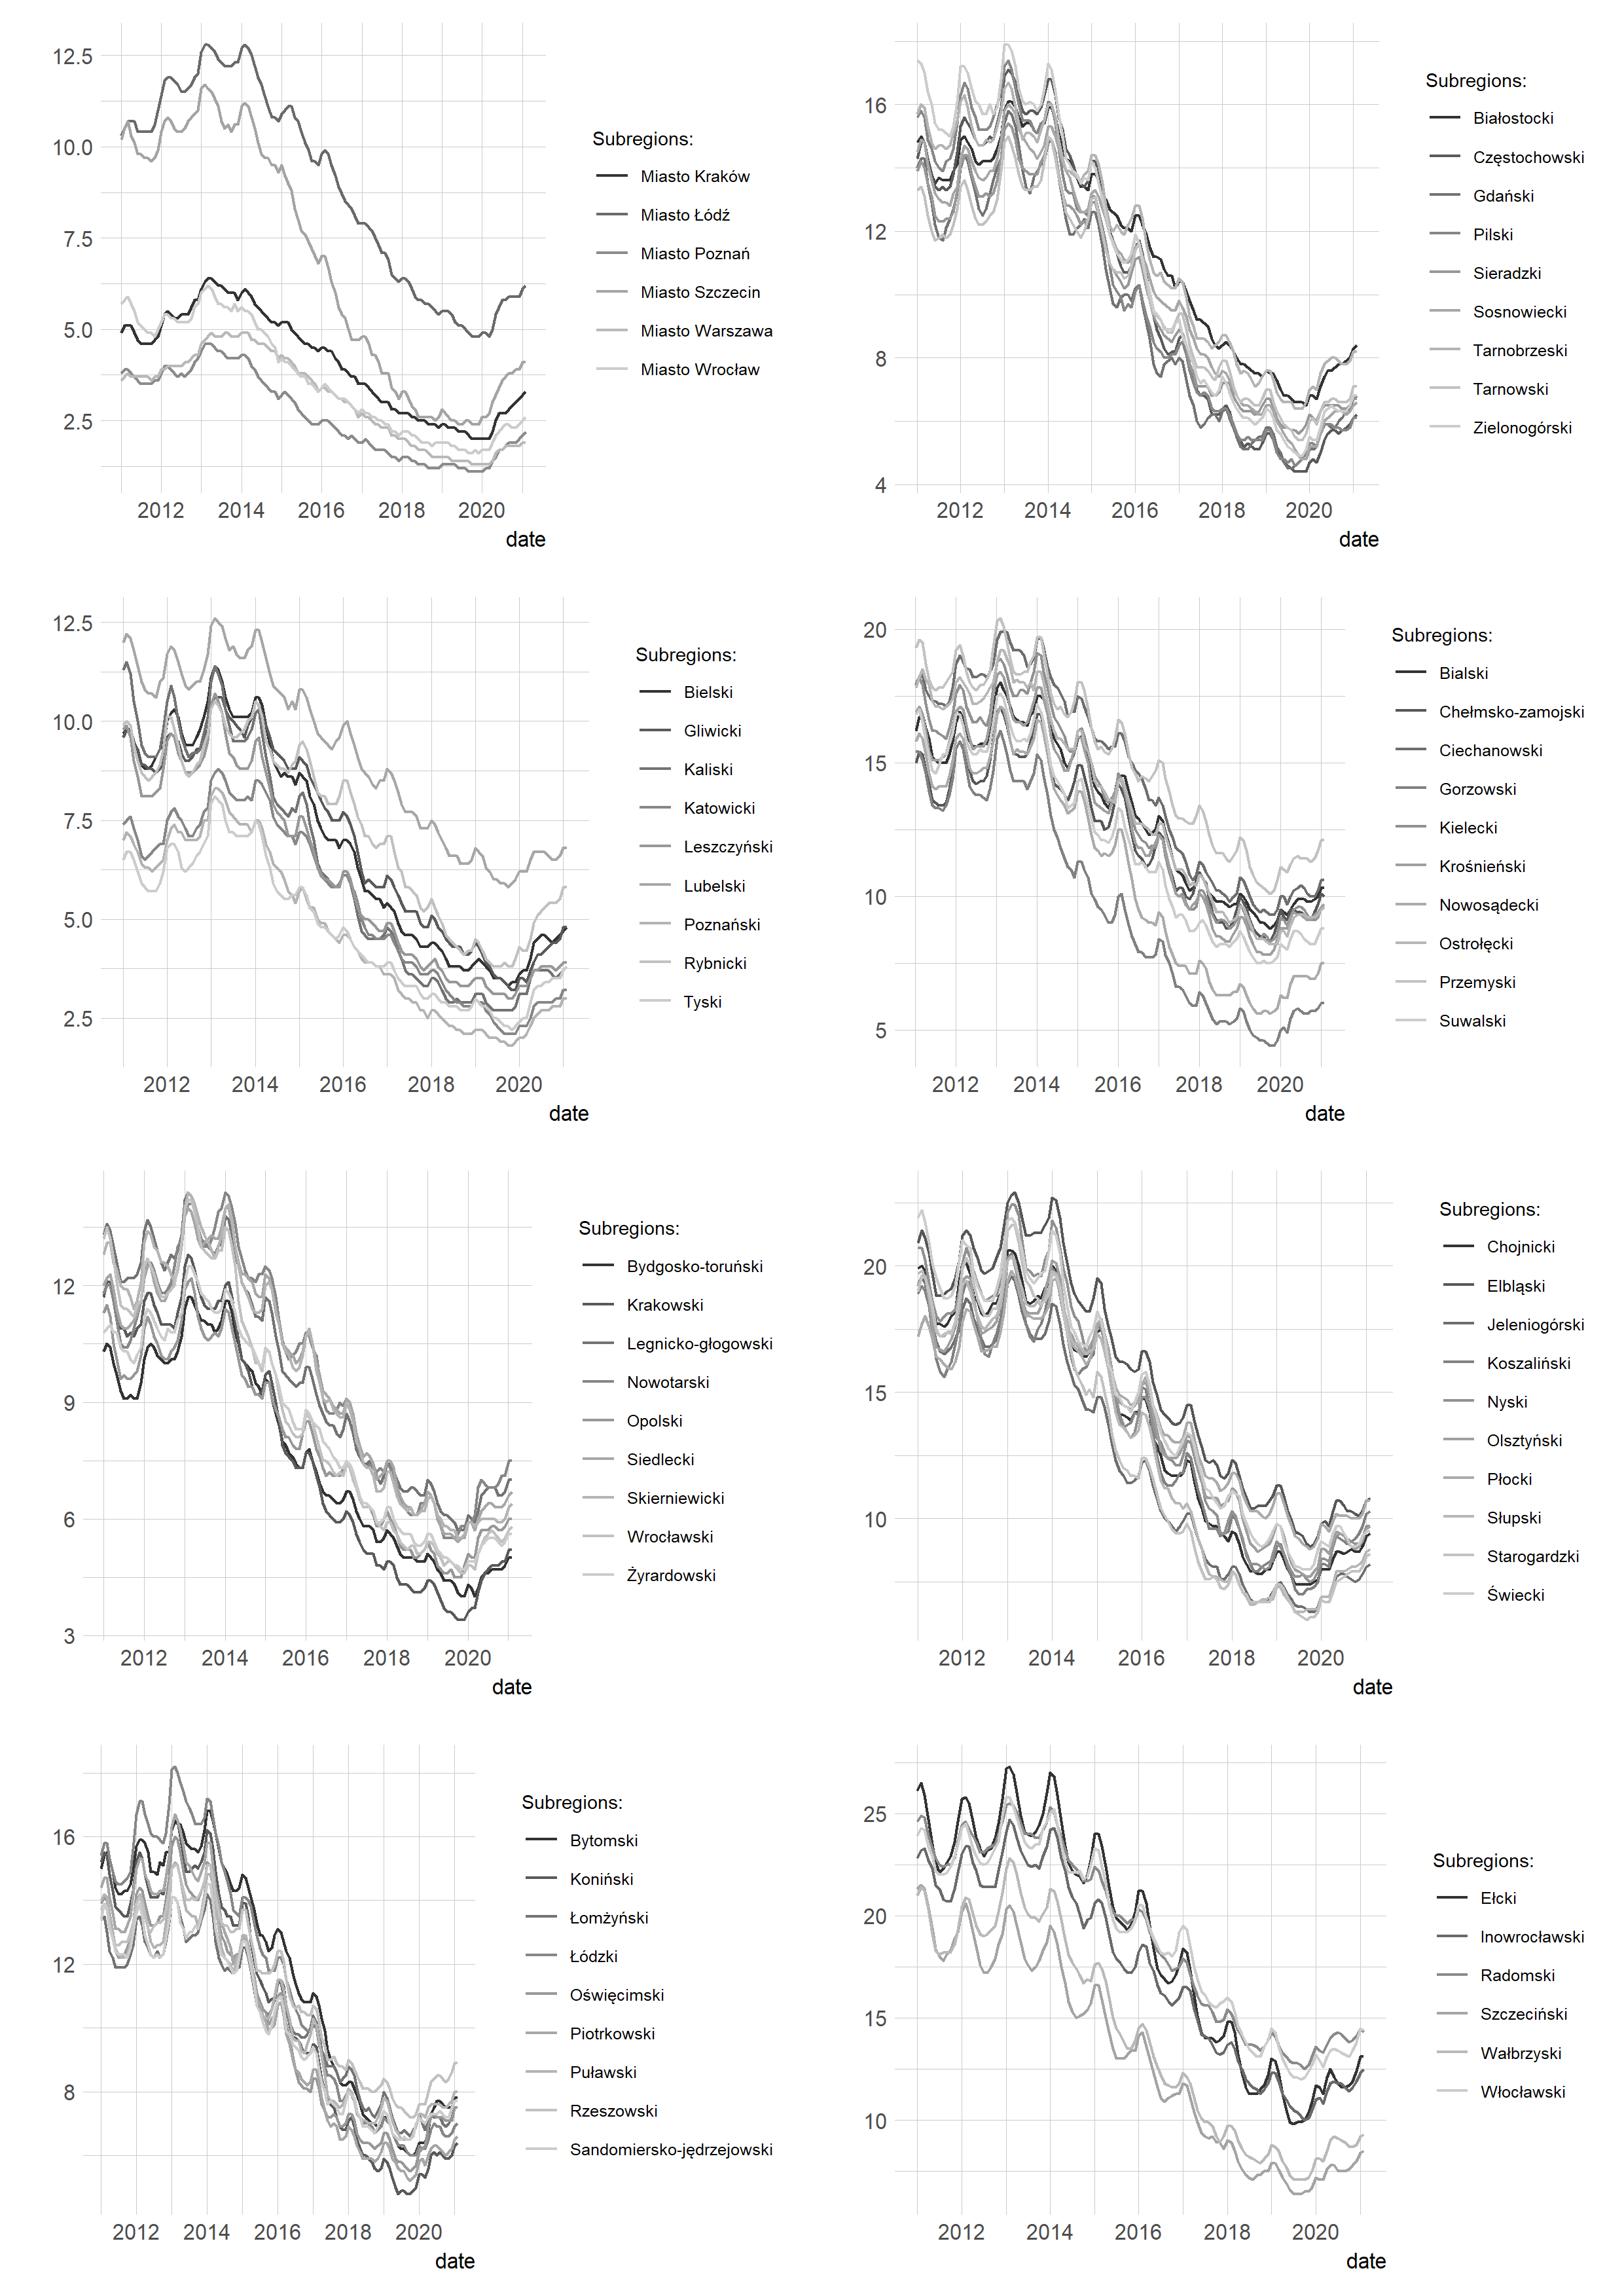 12.5
10.0
7.5
5.0
2.5
2012 2014 2016 2018 2020
date
Subregions:
Miasto Kraków
Miasto Łódź
Miasto Poznań
Miasto Szczecin
Miasto Warszawa
Miasto Wrocław
16
12
8
4
2012 2014 2016 2018 2020
date
Subregions:
Białostocki
Częstochowski
Gdański
Pilski
Sieradzki
Sosnowiecki
Tarnobrzeski
Tarnowski
Zielonogórski
12.5
10.0
7.5
5.0
2.5
2012 2014 2016 2018 2020
date
Subregions:
Bielski
Gliwicki
Kaliski
Katowicki
Leszczyński
Lubelski
Poznański
Rybnicki
Tyski
20
15
10
5
2012 2014 2016 2018 2020
date
Subregions:
Bialski
Chełmsko-zamojski
Ciechanowski
Gorzowski
Kielecki
Krośnieński
Nowosądecki
Ostrołęcki
Przemyski
Suwalski
12
9
6
3
2012 2014 2016 2018 2020
date
Subregions:
Bydgosko-toruński
Krakowski
Legnicko-głogowski
Nowotarski
Opolski
Siedlecki
Skierniewicki
Wrocławski
Żyrardowski
20
15
10
2012 2014 2016 2018 2020
date
Subregions:
Chojnicki
Elbląski
Jeleniogórski
Koszaliński
Nyski
Olsztyński
Płocki
Słupski
Starogardzki
Świecki
16
12
8
2012 2014 2016 2018 2020
date
Subregions:
Bytomski
Koniński
Łomżyński
Łódzki
Oświęcimski
Piotrkowski
Puławski
Rzeszowski
Sandomiersko-jędrzejowski
25
20
15
10
2012 2014 2016 2018 2020
date
Subregions:
Ełcki
Inowrocławski
Radomski
Szczeciński
Wałbrzyski
Włocławski